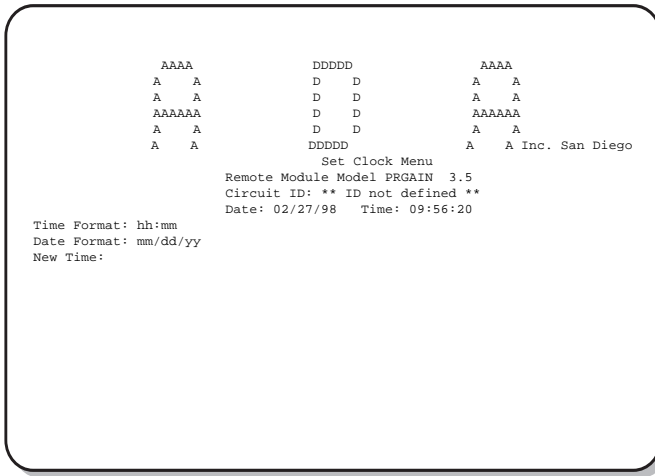 AAAA DDDDD AAAA
A A D D A A
A A D D A A
AAAAAA D D AAAAAA
A A D D A A
A A DDDDD A A Inc. San Diego
Set Clock Menu
Remote Module Model PRGAIN 3.5
Circuit ID: ** ID not defined **
Date: 02/27/98 Time: 09:56:20
Time Format: hh:mm
Date Format: mm/dd/yy
New Time: